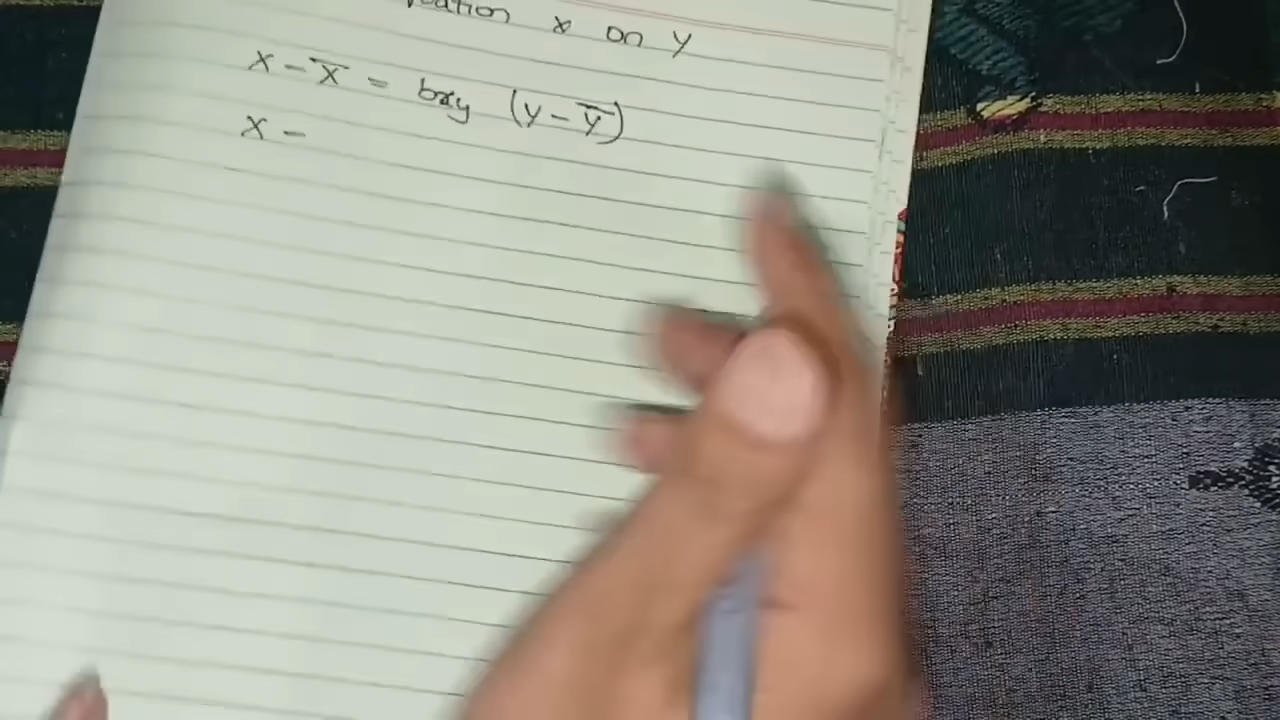 x on y
x - x̅ = bxy (y - y̅)
x -